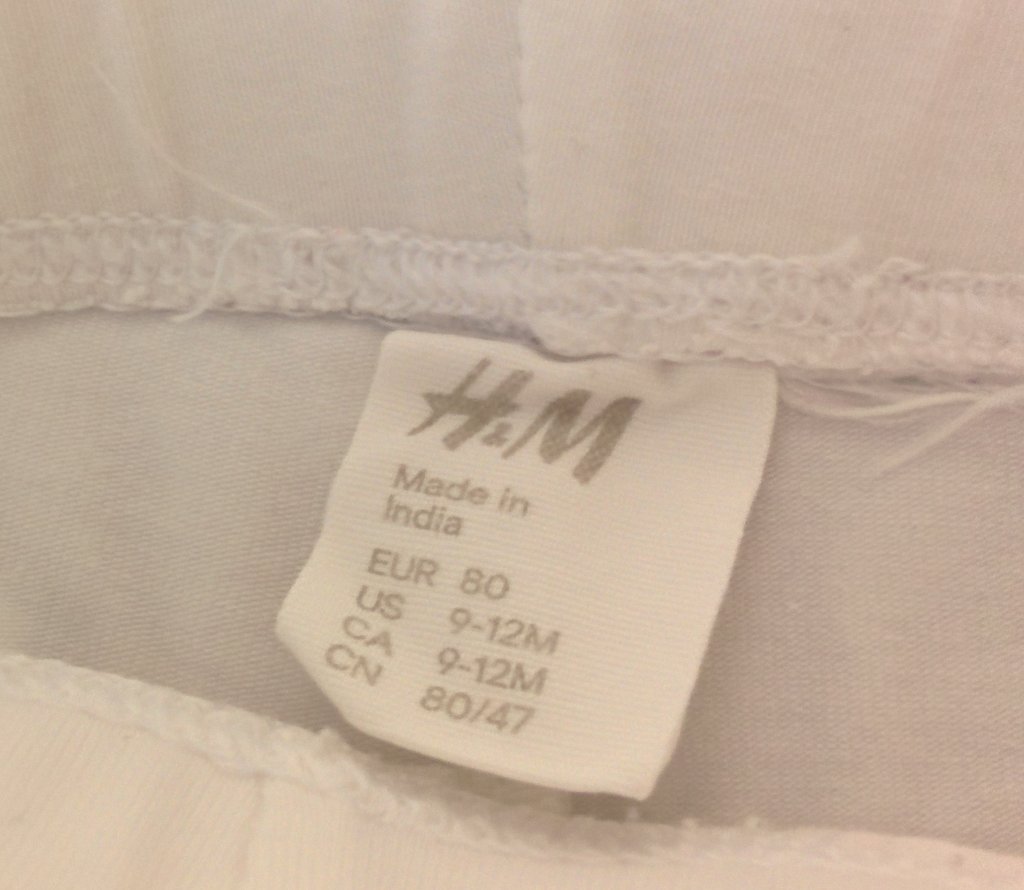 H&M
Made in
India
EUR 80
US 9-12M
CA 9-12M
CN 80/47